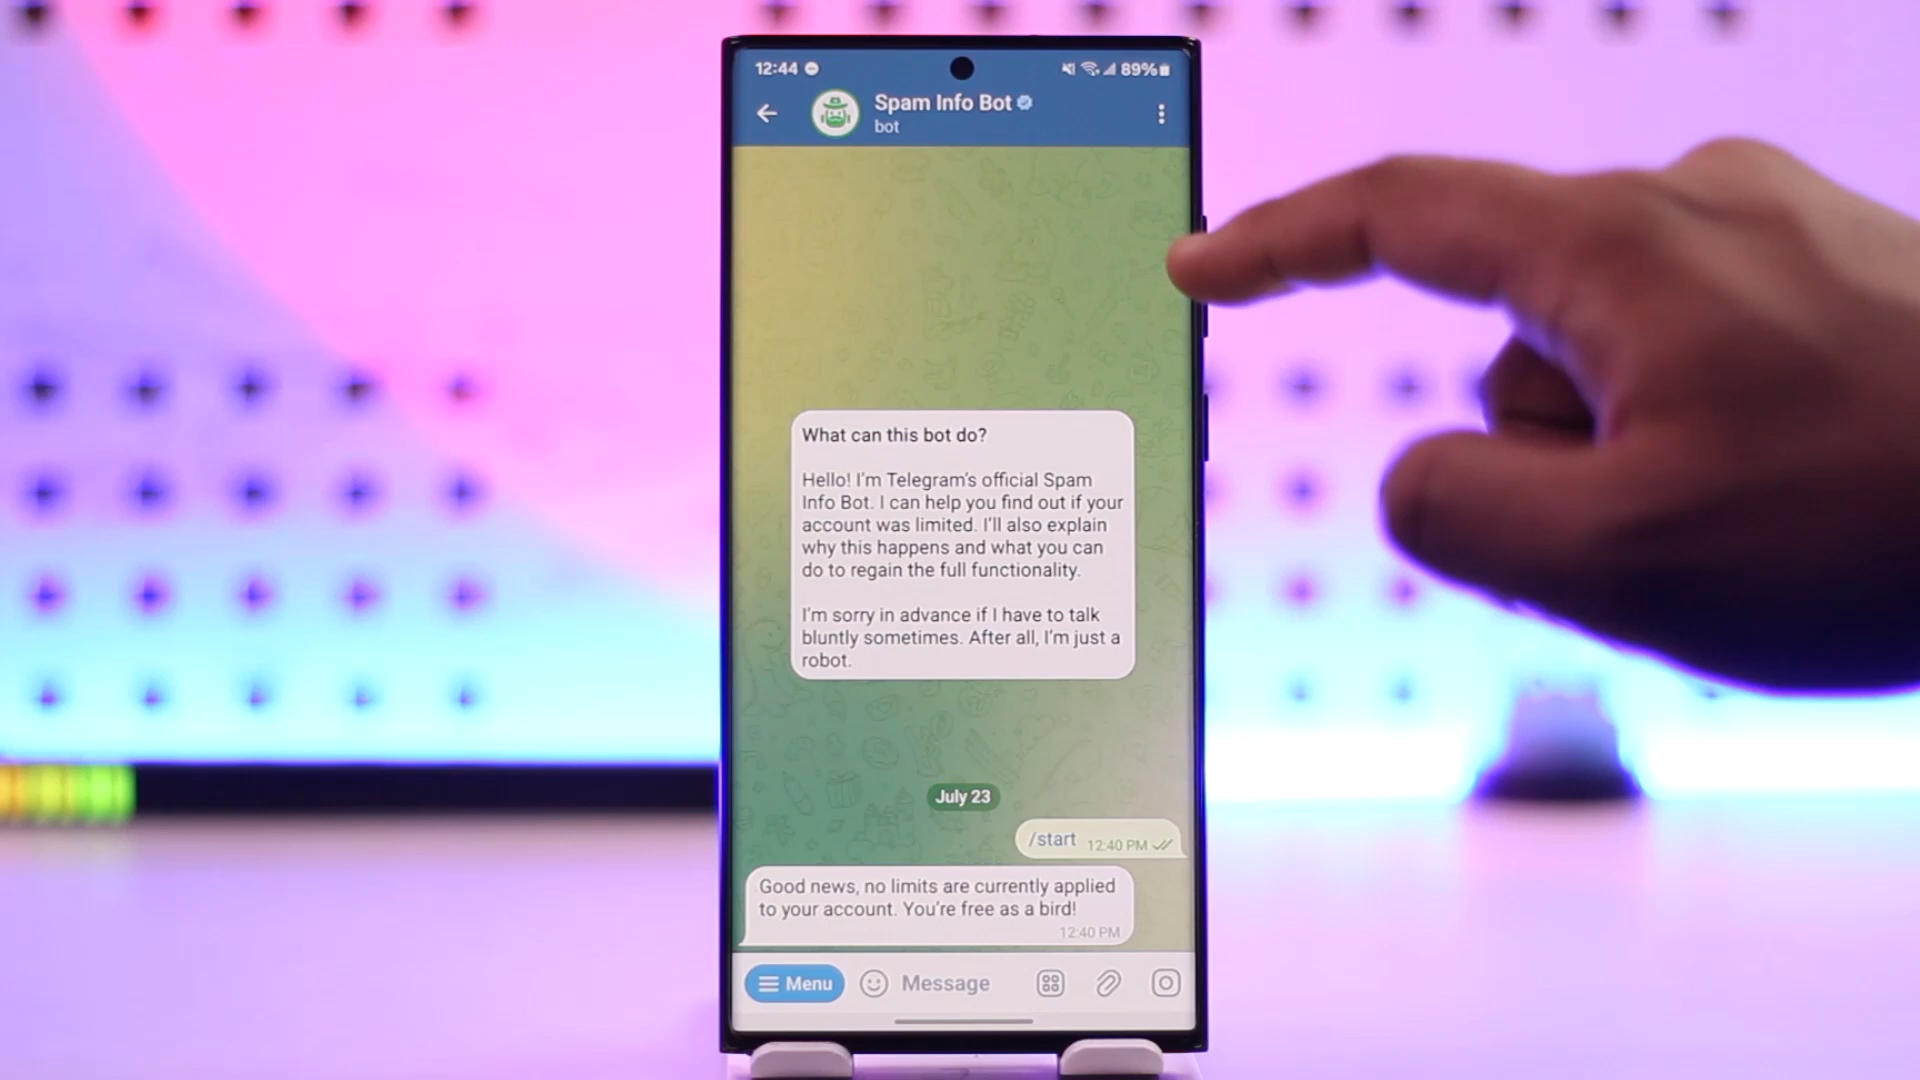 12:44 89%
Spam Info Bot
bot
What can this bot do?
Hello! I'm Telegram's official Spam
Info Bot. I can help you find out if your
account was limited. I'll also explain
why this happens and what you can
do to regain the full functionality.
I'm sorry in advance if I have to talk
bluntly sometimes. After all, I'm just a
robot.
July 23
/start 12:40 PM
Good news, no limits are currently applied
to your account. You're free as a bird!
12:40 PM
Menu Message